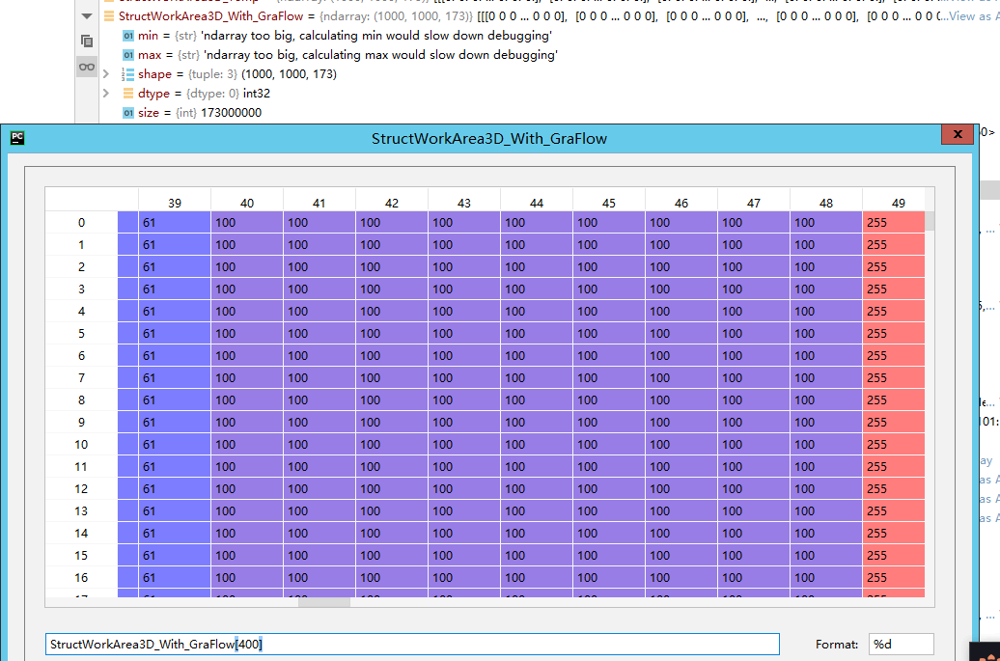 StructWorkArea3D_With_GraFlow = {ndarray: (1000, 1000, 173)} [[[0 0 0 ... 0 0 0], [0 0 0 ... 0 0 0], [0 0 0 ... 0 0 0], ..., [0 0 0 ... 0 0 0], [0 0 0 ... 0 0 (...View as A
min = {str} 'ndarray too big, calculating min would slow down debugging'
max = {str} 'ndarray too big, calculating max would slow down debugging'
shape = {tuple: 3} (1000, 1000, 173)
dtype = {dtype: 0} int32
size = {int} 173000000
StructWorkArea3D_With_GraFlow
39 40 41 42 43 44 45 46 47 48 49
0 61 100 100 100 100 100 100 100 100 100 255
1 61 100 100 100 100 100 100 100 100 100 255
2 61 100 100 100 100 100 100 100 100 100 255
3 61 100 100 100 100 100 100 100 100 100 255
4 61 100 100 100 100 100 100 100 100 100 255
5 61 100 100 100 100 100 100 100 100 100 255
6 61 100 100 100 100 100 100 100 100 100 255
7 61 100 100 100 100 100 100 100 100 100 255
8 61 100 100 100 100 100 100 100 100 100 255
9 61 100 100 100 100 100 100 100 100 100 255
10 61 100 100 100 100 100 100 100 100 100 255
11 61 100 100 100 100 100 100 100 100 100 255
12 61 100 100 100 100 100 100 100 100 100 255
13 61 100 100 100 100 100 100 100 100 100 255
14 61 100 100 100 100 100 100 100 100 100 255
15 61 100 100 100 100 100 100 100 100 100 255
16 61 100 100 100 100 100 100 100 100 100 255
StructWorkArea3D_With_GraFlow[400] Format: %d